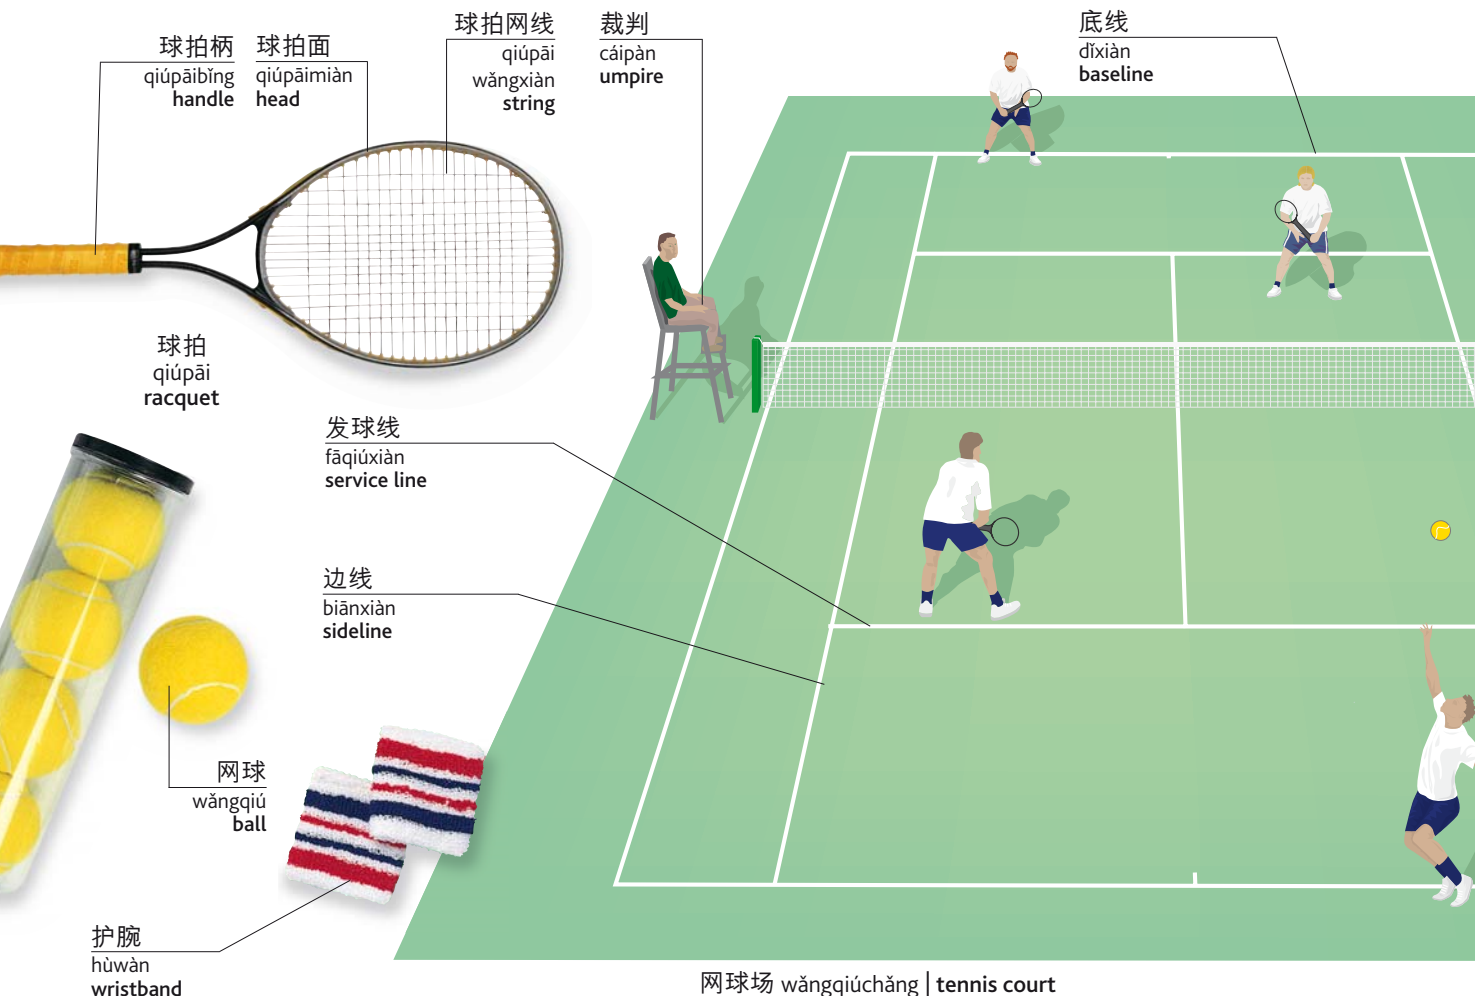 球拍柄
qiúpāibǐng
handle
球拍面
qiúpāimiàn
head
球拍网线
qiúpāi
wǎngxiàn
string
裁判
cáipàn
umpire
底线
dǐxiàn
baseline
球拍
qiúpāi
racquet
发球线
fāqiúxiàn
service line
边线
biānxiàn
sideline
网球
wǎngqiú
ball
护腕
hùwàn
wristband
网球场 wǎngqiúchǎng | tennis court